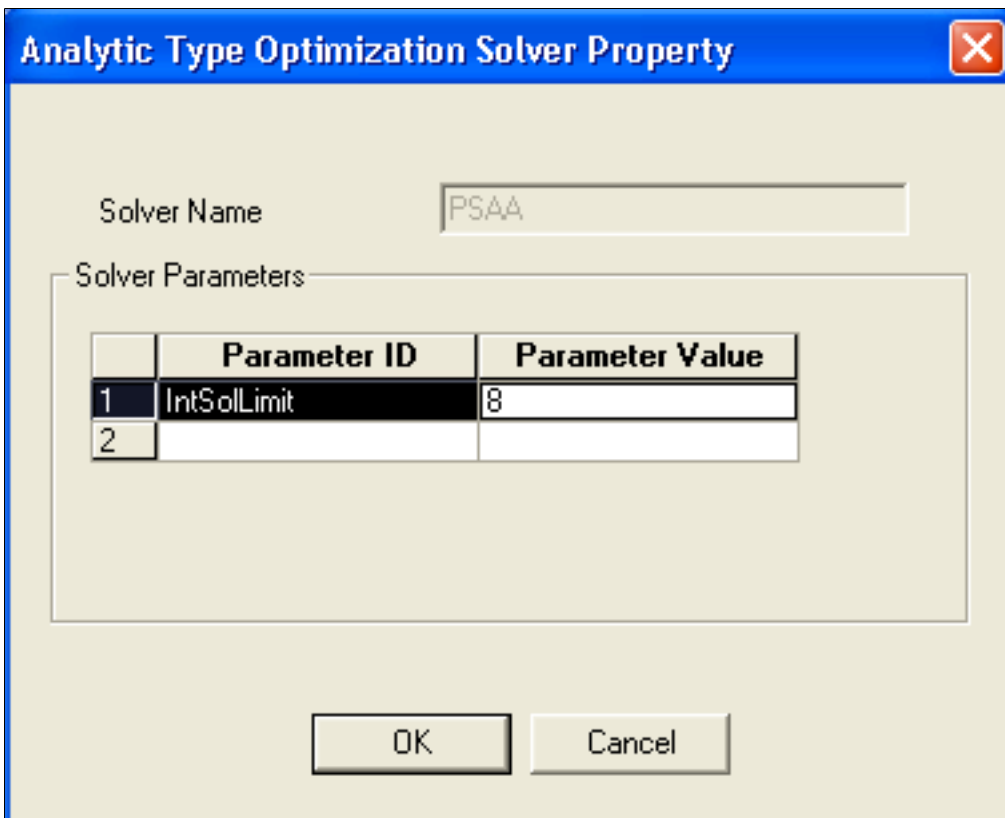 Analytic Type Optimization Solver Property
Solver Name PSAA
Solver Parameters
Parameter ID Parameter Value
1 IntSolLimit 8
2
OK Cancel